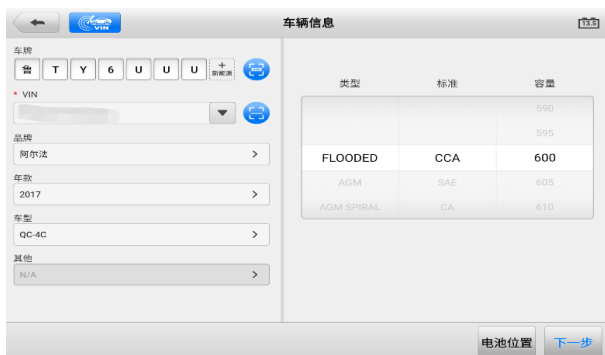 VIN
车辆信息
13.5
车牌
鲁 T Y 6 U U U + 新能源
* VIN
品牌
阿尔法
年款
2017
车型
QC-4C
其他
N/A
类型 标准 容量
590
595
FLOODED CCA 600
AGM SAE 605
AGM SPIRAL CA 610
电池位置 下一步